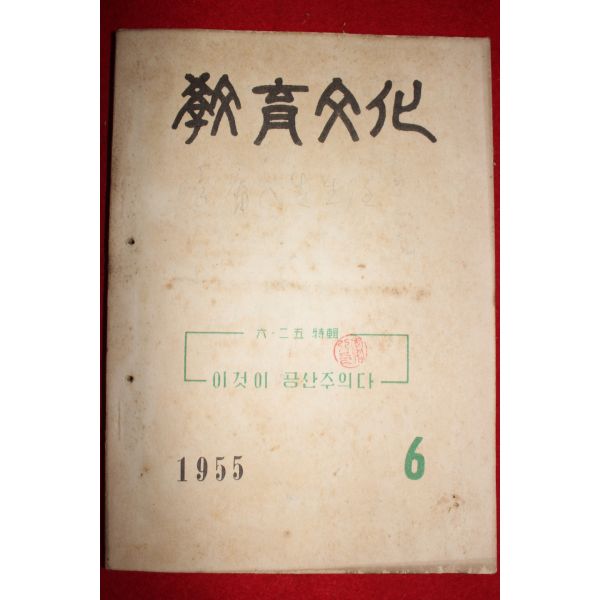 敎育文化
六·二五 特輯
이것이 공산주의다
1955 6